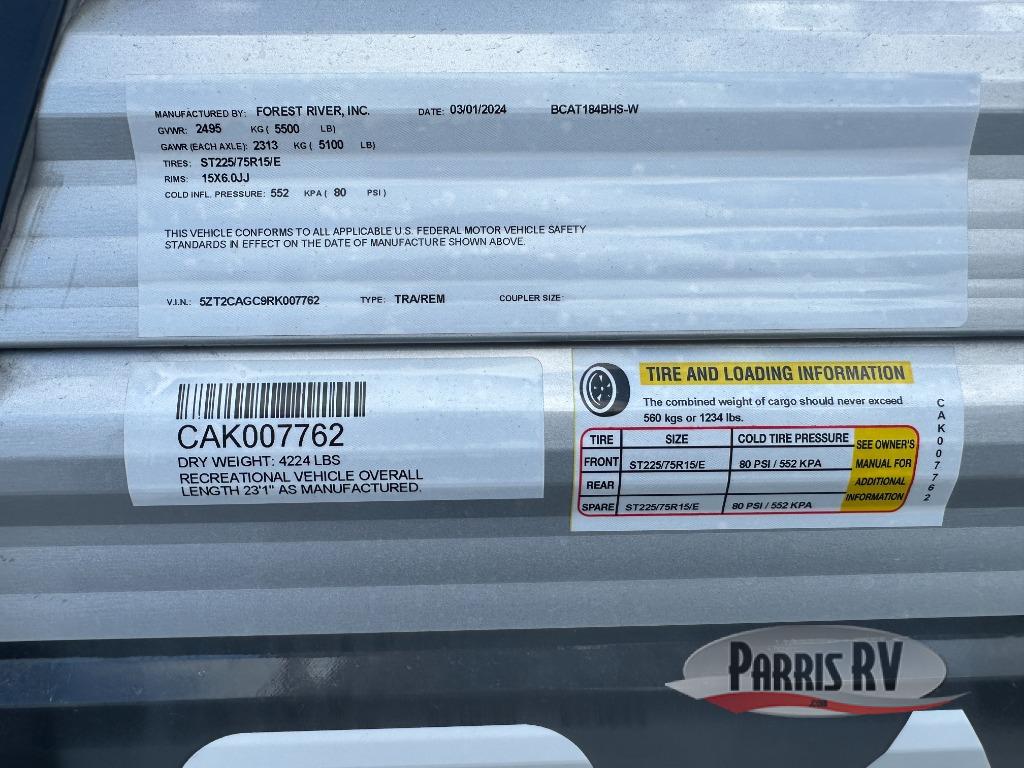 MANUFACTURED BY: FOREST RIVER, INC. DATE: 03/01/2024 BCAT184BHS-W
GVWR: 2495 KG ( 5500 LB)
GAWR (EACH AXLE): 2313 KG ( 5100 LB)
TIRES: ST225/75R15/E
RIMS: 15X6.0JJ
COLD INFL. PRESSURE: 552 KPA ( 80 PSI )
THIS VEHICLE CONFORMS TO ALL APPLICABLE U.S. FEDERAL MOTOR VEHICLE SAFETY
STANDARDS IN EFFECT ON THE DATE OF MANUFACTURE SHOWN ABOVE.
V.I.N.: 5ZT2CAGC9RK007762 TYPE: TRA/REM COUPLER SIZE:
CAK007762
DRY WEIGHT: 4224 LBS
RECREATIONAL VEHICLE OVERALL
LENGTH 23'1" AS MANUFACTURED.
TIRE AND LOADING INFORMATION
The combined weight of cargo should never exceed
560 kgs or 1234 lbs.
TIRE SIZE COLD TIRE PRESSURE
FRONT ST225/75R15/E 80 PSI / 552 KPA
REAR
SPARE ST225/75R15/E 80 PSI / 552 KPA
SEE OWNER'S
MANUAL FOR
ADDITIONAL
INFORMATION
CAK007762
PARRIS RV
.com